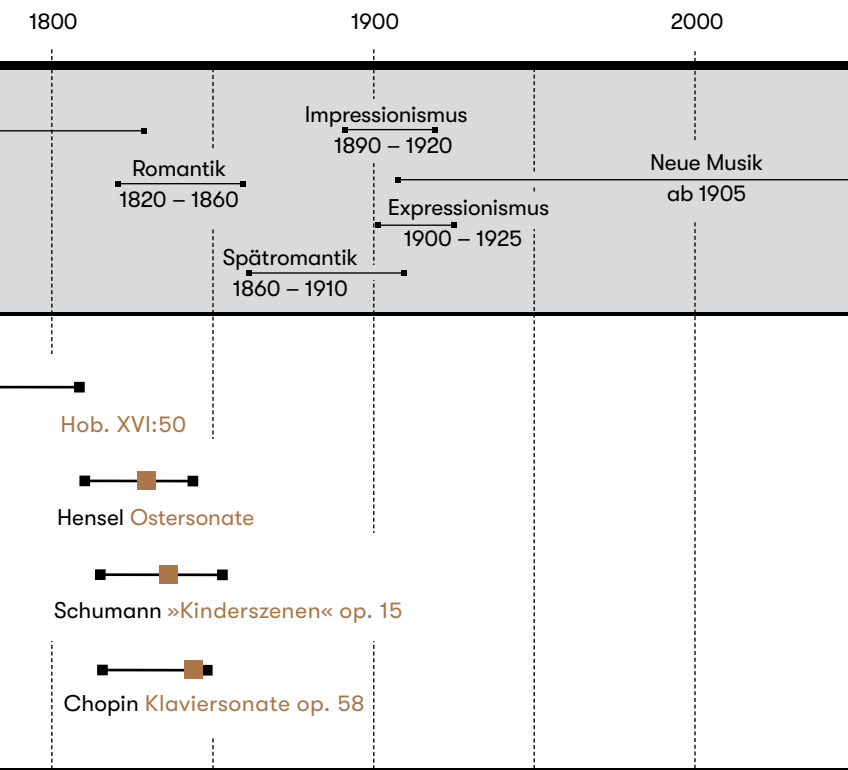 1800 1900 2000
Impressionismus
1890 – 1920
Romantik
1820 – 1860
Neue Musik
ab 1905
Expressionismus
1900 – 1925
Spätromantik
1860 – 1910
Hob. XVI:50
Hensel Ostersonate
Schumann »Kinderszenen« op. 15
Chopin Klaviersonate op. 58